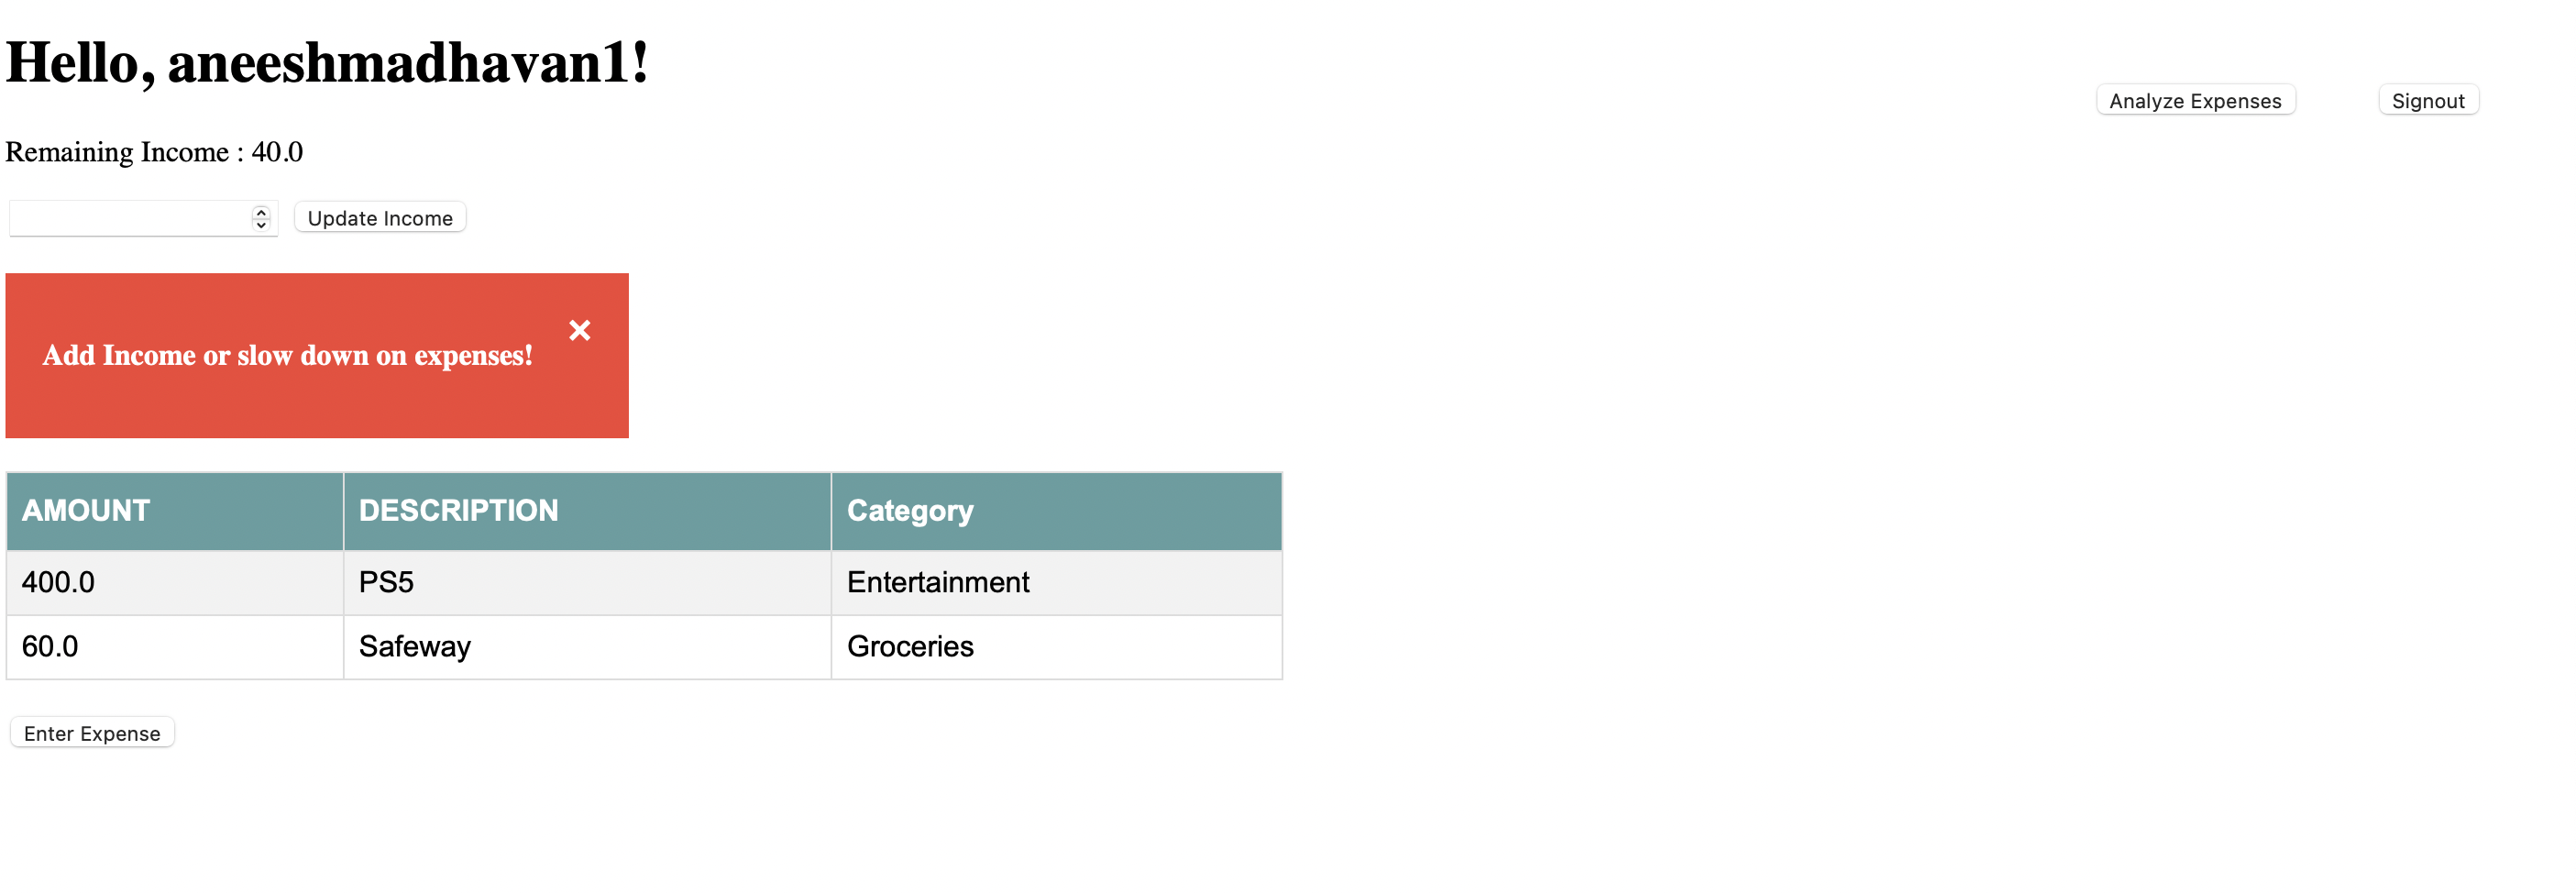 Hello, aneeshmadhavan1!
Analyze Expenses
Signout
Remaining Income : 40.0
Update Income
Add Income or slow down on expenses!
AMOUNT DESCRIPTION Category
400.0 PS5 Entertainment
60.0 Safeway Groceries
Enter Expense